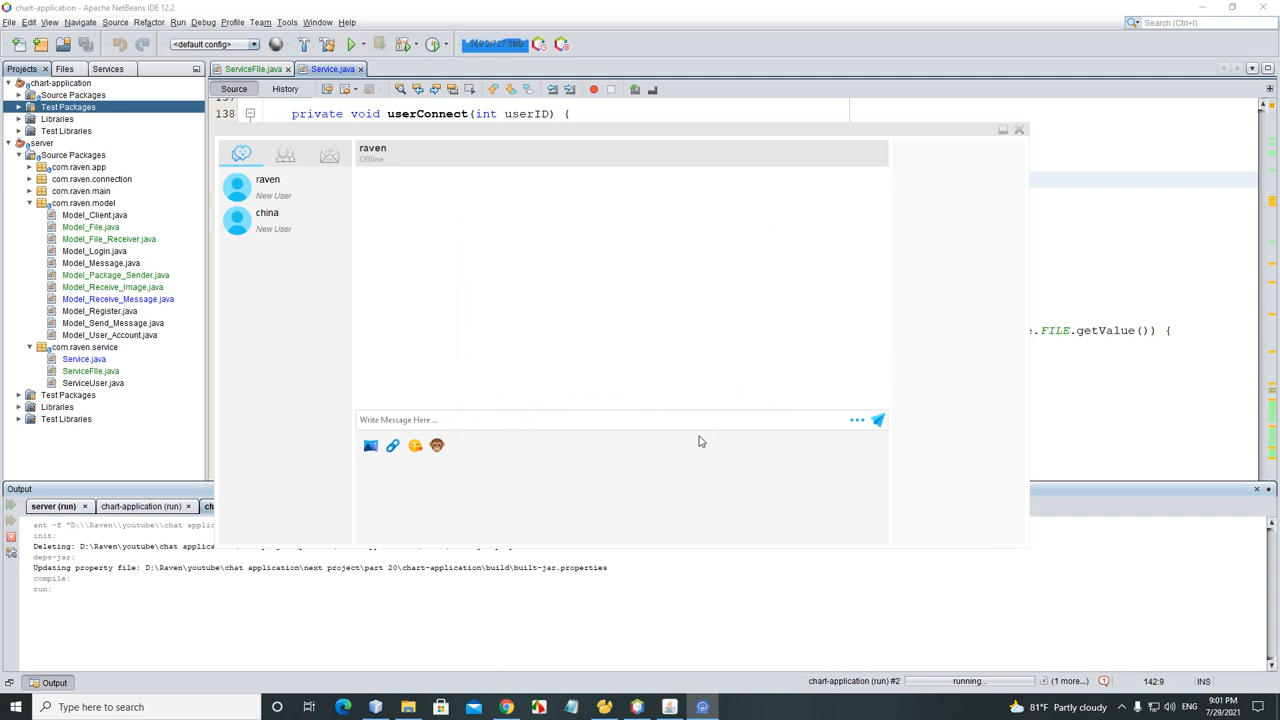 chart-application - Apache NetBeans IDE 12.2
File Edit View Navigate Source Refactor Run Debug Profile Team Tools Window Help
Search (Ctrl+I)
<default config>
Projects Files Services ServiceFIle.java Service.java
Source History
chart-application
Source Packages
Test Packages
Libraries
Test Libraries
server
Source Packages
com.raven.app
com.raven.connection
com.raven.main
com.raven.model
Model_Client.java
Model_File.java
Model_File_Receiver.java
Model_Login.java
Model_Message.java
Model_Package_Sender.java
Model_Receive_Image.java
Model_Receive_Message.java
Model_Register.java
Model_Send_Message.java
Model_User_Account.java
com.raven.service
Service.java
ServiceFIle.java
ServiceUser.java
Test Packages
Libraries
Test Libraries
138 private void userConnect(int userID) {
.FILE.getValue()) {
raven
Offline
raven
New User
china
New User
Write Message Here ...
Output
server (run) chart-application (run)
ant -f "D:\\Raven\\youtube\\chat
init:
Deleting:
deps-jar:
Updating property file: D:\Raven\youtube\chat application\next project\part 20\chart-application\build\built-jar.properties
compile:
run:
Output
chart-application (run) #2 running... (1 more...) 142:9 INS
Type here to search
81°F Partly cloudy
ENG
9:01 PM
7/29/2021